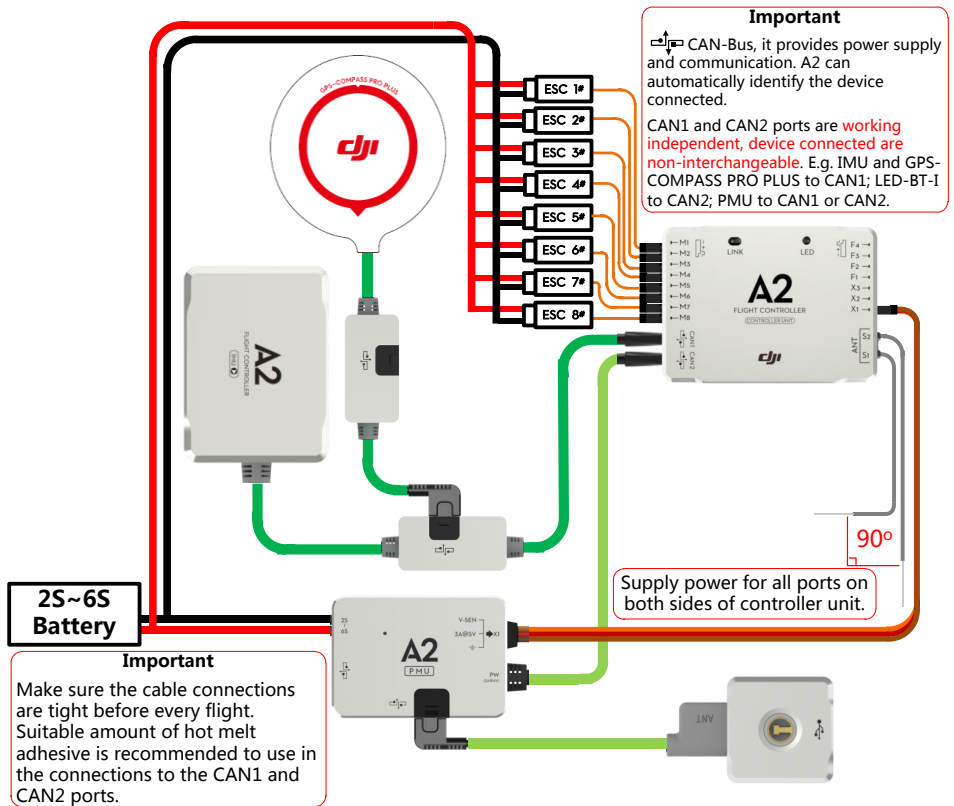 Important
CAN-Bus, it provides power supply
and communication. A2 can
automatically identify the device
connected.
CAN1 and CAN2 ports are working
independent, device connected are
non-interchangeable. E.g. IMU and GPS-
COMPASS PRO PLUS to CAN1; LED-BT-I
to CAN2; PMU to CAN1 or CAN2.
GPS-COMPASS PRO PLUS
dji
ESC 1#
ESC 2#
ESC 3#
ESC 4#
ESC 5#
ESC 6#
ESC 7#
ESC 8#
M1
M2
M3
M4
M5
M6
M7
M8
LINK
LED
F4
F3
F2
F1
X3
X2
X1
A2
FLIGHT CONTROLLER
CONTROLLER UNIT
dji
CAN1
CAN2
ANT
S2
S1
A2
FLIGHT CONTROLLER
IMU
90°
Supply power for all ports on
both sides of controller unit.
2S~6S
Battery
Important
Make sure the cable connections
are tight before every flight.
Suitable amount of hot melt
adhesive is recommended to use in
the connections to the CAN1 and
CAN2 ports.
2S
~
6S
V-SEN
3A@5V
X1
A2
PMU
PW
ANT